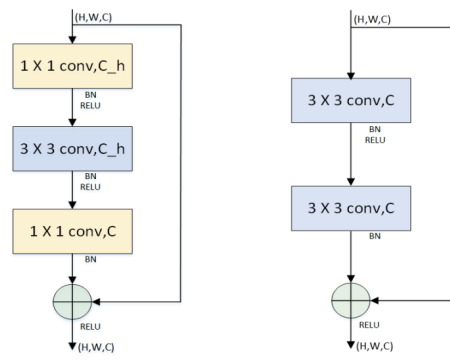 (H,W,C)
1 X 1 conv,C_h
BN
RELU
3 X 3 conv,C_h
BN
RELU
1 X 1 conv,C
BN
RELU
(H,W,C)
(H,W,C)
3 X 3 conv,C
BN
RELU
3 X 3 conv,C
BN
RELU
(H,W,C)